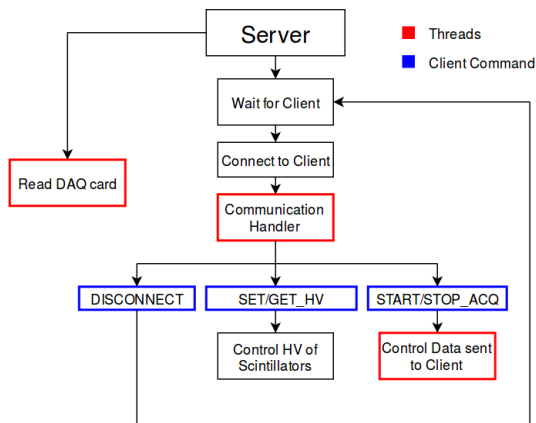 Server
Threads
Client Command
Wait for Client
Connect to Client
Read DAQ card
Communication
Handler
DISCONNECT
SET/GET_HV
START/STOP_ACQ
Control HV of
Scintillators
Control Data sent
to Client